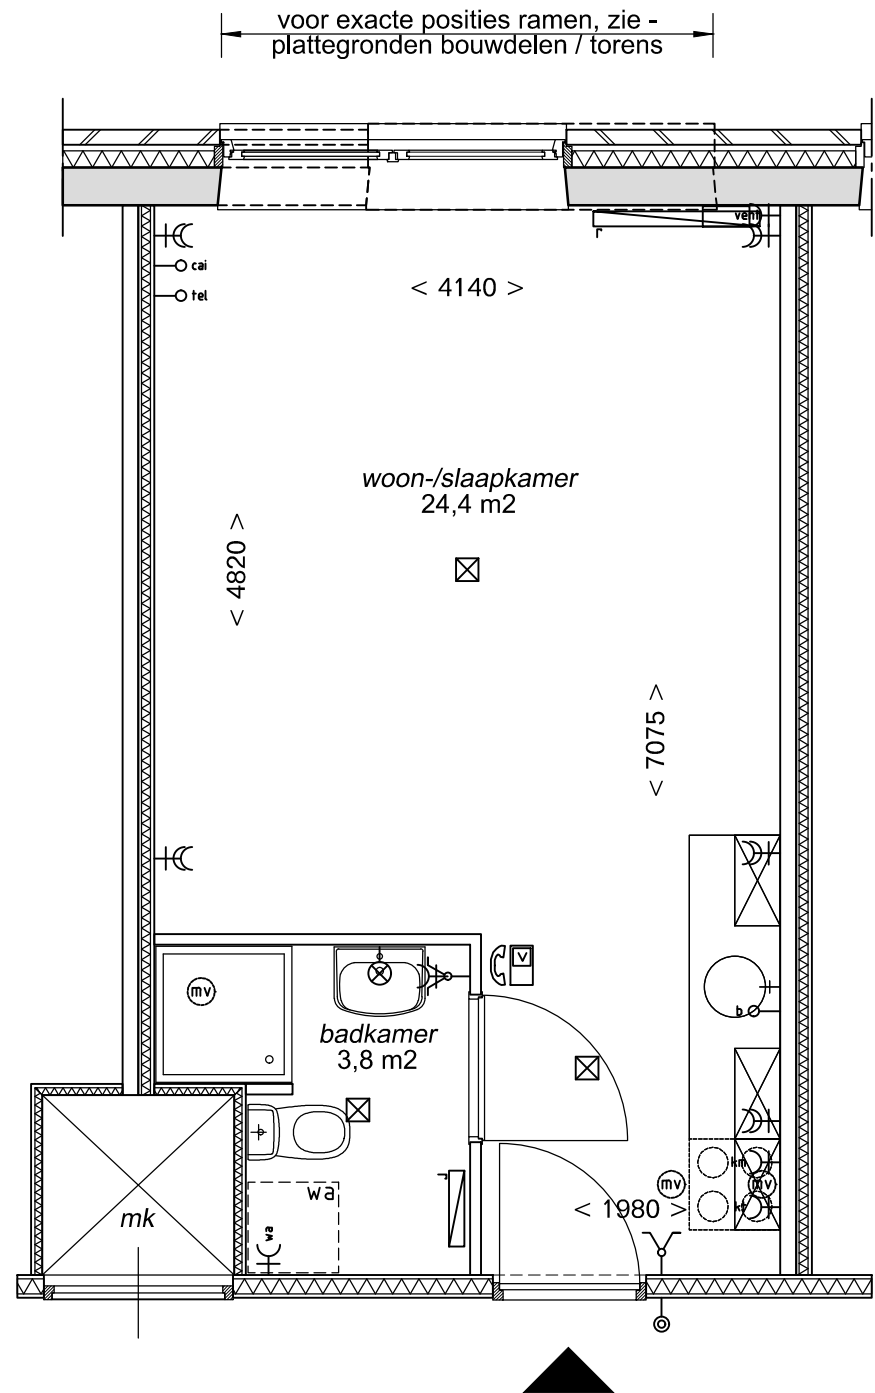 voor exacte posities ramen, zie -
plattegronden bouwdelen / torens
vent
r
cai
tel
< 4140 >
woon-/slaapkamer
24,4 m2
< 4820 >
< 7075 >
mv
V
b
badkamer
3,8 m2
km
mv
mv
r
wa
wa
< 1980 >
mk